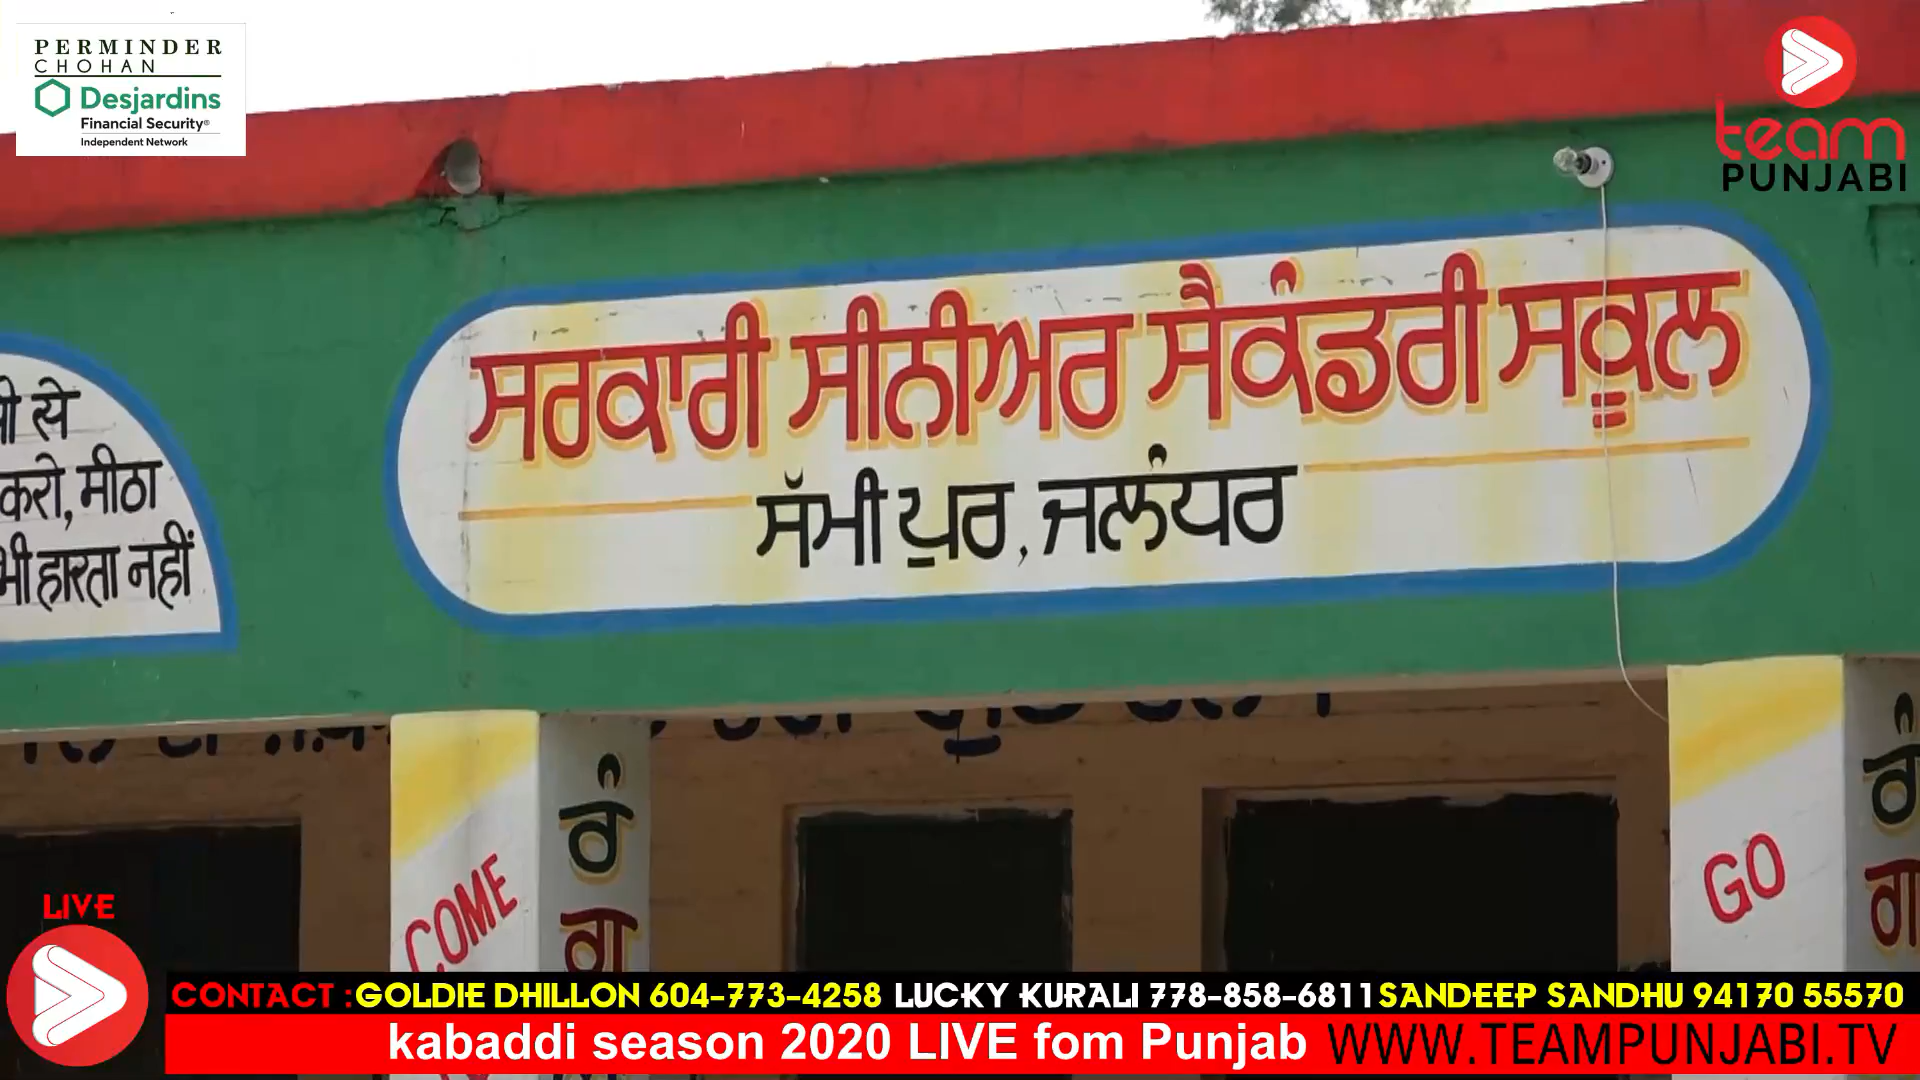 PERMINDER
CHOHAN
Desjardins
Financial Security®
Independent Network
team
PUNJABI
ਸਰਕਾਰੀ ਸੀਨੀਅਰ ਸੈਕੰਡਰੀ ਸਕੂਲ
ਸੱਮੀ ਪੁਰ, ਜਲੰਧਰ
करो, मीठा
हारता नहीं
COME
ਰੰ
ਗ
GO
ਰੰ
ਗ
LIVE
CONTACT : GOLDIE DHILLON 604-773-4258 LUCKY KURALI 778-858-6811 SANDEEP SANDHU 94170 55570
kabaddi season 2020 LIVE fom Punjab WWW.TEAMPUNJABI.TV